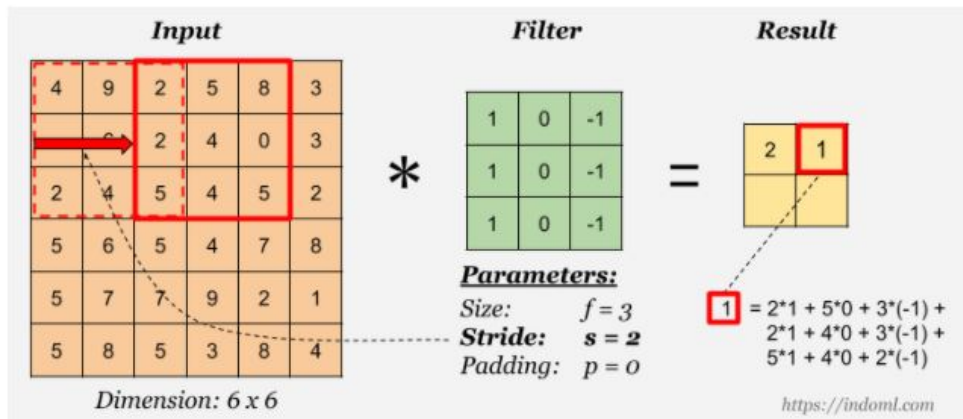 Input Filter Result
4 9 2 5 8 3
2 4 0 3
2 4 5 4 5 2
5 6 5 4 7 8
5 7 7 9 2 1
5 8 5 3 8 4
Dimension: 6 x 6
*
1 0 -1
1 0 -1
1 0 -1
=
2 1
Parameters:
Size: f = 3
Stride: s = 2
Padding: p = 0
1 = 2*1 + 5*0 + 3*(-1) +
2*1 + 4*0 + 3*(-1) +
5*1 + 4*0 + 2*(-1)
https://indoml.com